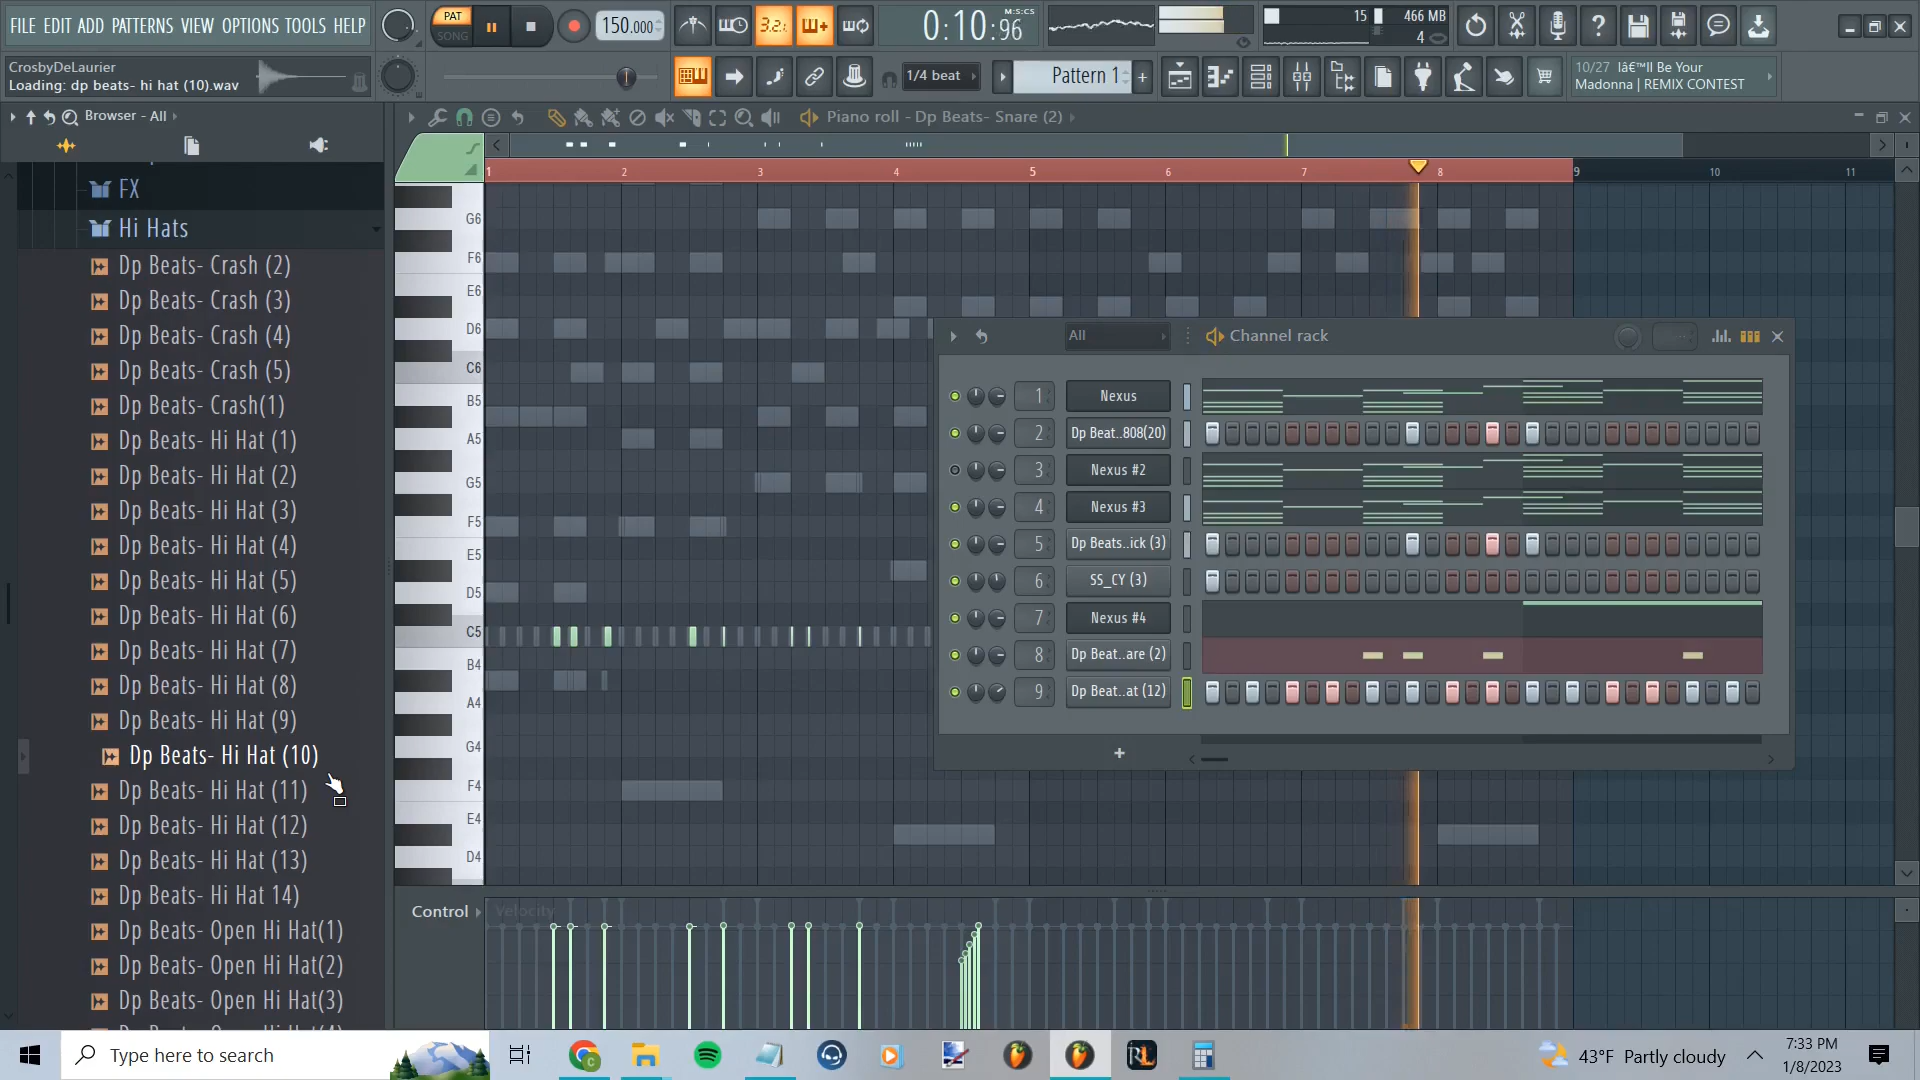 FILE EDIT ADD PATTERNS VIEW OPTIONS TOOLS HELP
PAT
SONG
150.000
3.2
0:10:96
M:S:CS
15
466 MB
4
CrosbyDeLaurier
Loading: dp beats- hi hat (10).wav
1/4 beat
Pattern 1
+
10/27 Iâ€™ll Be Your
Madonna | REMIX CONTEST
Browser - All
Piano roll - Dp Beats- Snare (2)
1 2 3 4 5 6 7 8 9 10 11
FX
Hi Hats
Dp Beats- Crash (2)
Dp Beats- Crash (3)
Dp Beats- Crash (4)
Dp Beats- Crash (5)
Dp Beats- Crash(1)
Dp Beats- Hi Hat (1)
Dp Beats- Hi Hat (2)
Dp Beats- Hi Hat (3)
Dp Beats- Hi Hat (4)
Dp Beats- Hi Hat (5)
Dp Beats- Hi Hat (6)
Dp Beats- Hi Hat (7)
Dp Beats- Hi Hat (8)
Dp Beats- Hi Hat (9)
Dp Beats- Hi Hat (10)
Dp Beats- Hi Hat (11)
Dp Beats- Hi Hat (12)
Dp Beats- Hi Hat (13)
Dp Beats- Hi Hat 14)
Dp Beats- Open Hi Hat(1)
Dp Beats- Open Hi Hat(2)
Dp Beats- Open Hi Hat(3)
G6
F6
E6
D6
C6
B5
A5
G5
F5
E5
D5
C5
B4
A4
G4
F4
E4
D4
All
Channel rack
1 Nexus
2 Dp Beat..808(20)
3 Nexus #2
4 Nexus #3
5 Dp Beats..ick (3)
6 SS_CY (3)
7 Nexus #4
8 Dp Beat..are (2)
9 Dp Beat..at (12)
+
Control
Velocity
Type here to search
43°F Partly cloudy
7:33 PM
1/8/2023